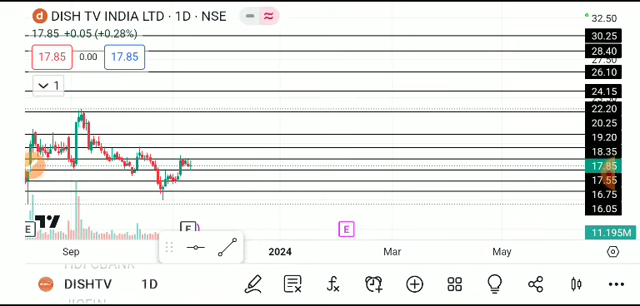 DISH TV INDIA LTD · 1D · NSE
17.85 +0.05 (+0.28%)
17.85 0.00 17.85
1
32.50
30.25
28.40
27.50
26.10
24.15
22.20
20.25
19.20
18.35
17.85
17.55
16.75
16.05
11.195M
E E E
Sep 2024 Mar May
HDFCBANK
DISHTV 1D